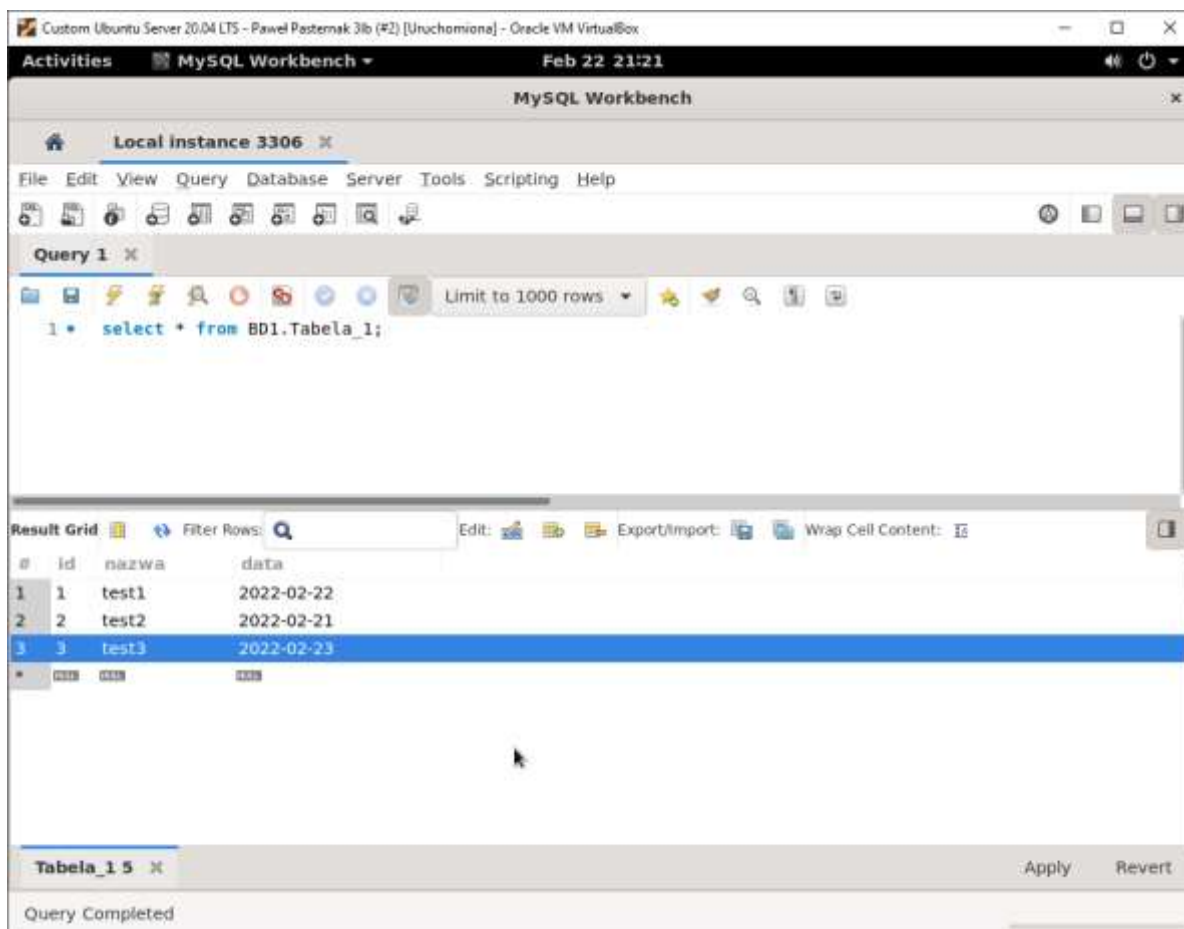 Custom Ubuntu Server 20.04 LTS - Paweł Pasternak 3lb (#2) [Uruchomiona] - Oracle VM VirtualBox
Activities MySQL Workbench Feb 22 21:21
MySQL Workbench
Local instance 3306
File Edit View Query Database Server Tools Scripting Help
Query 1
Limit to 1000 rows
1 select * from BD1.Tabela_1;
Result Grid Filter Rows: Edit: Export/Import: Wrap Cell Content:
# id nazwa data
1 1 test1 2022-02-22
2 2 test2 2022-02-21
3 3 test3 2022-02-23
* NULL NULL NULL
Tabela_1 5 Apply Revert
Query Completed